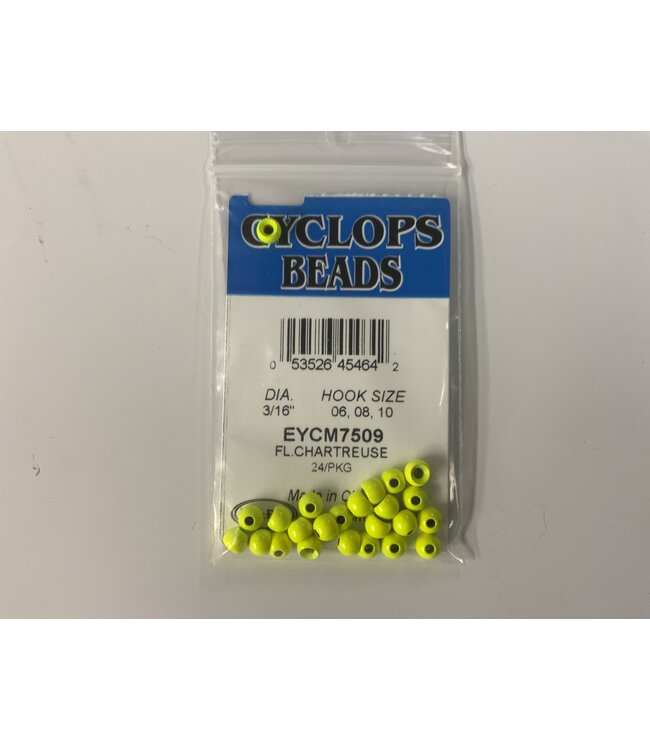 CYCLOPS
BEADS
0 53526 45464 2
DIA. HOOK SIZE
3/16" 06, 08, 10
EYCM7509
FL.CHARTREUSE
24/PKG
in